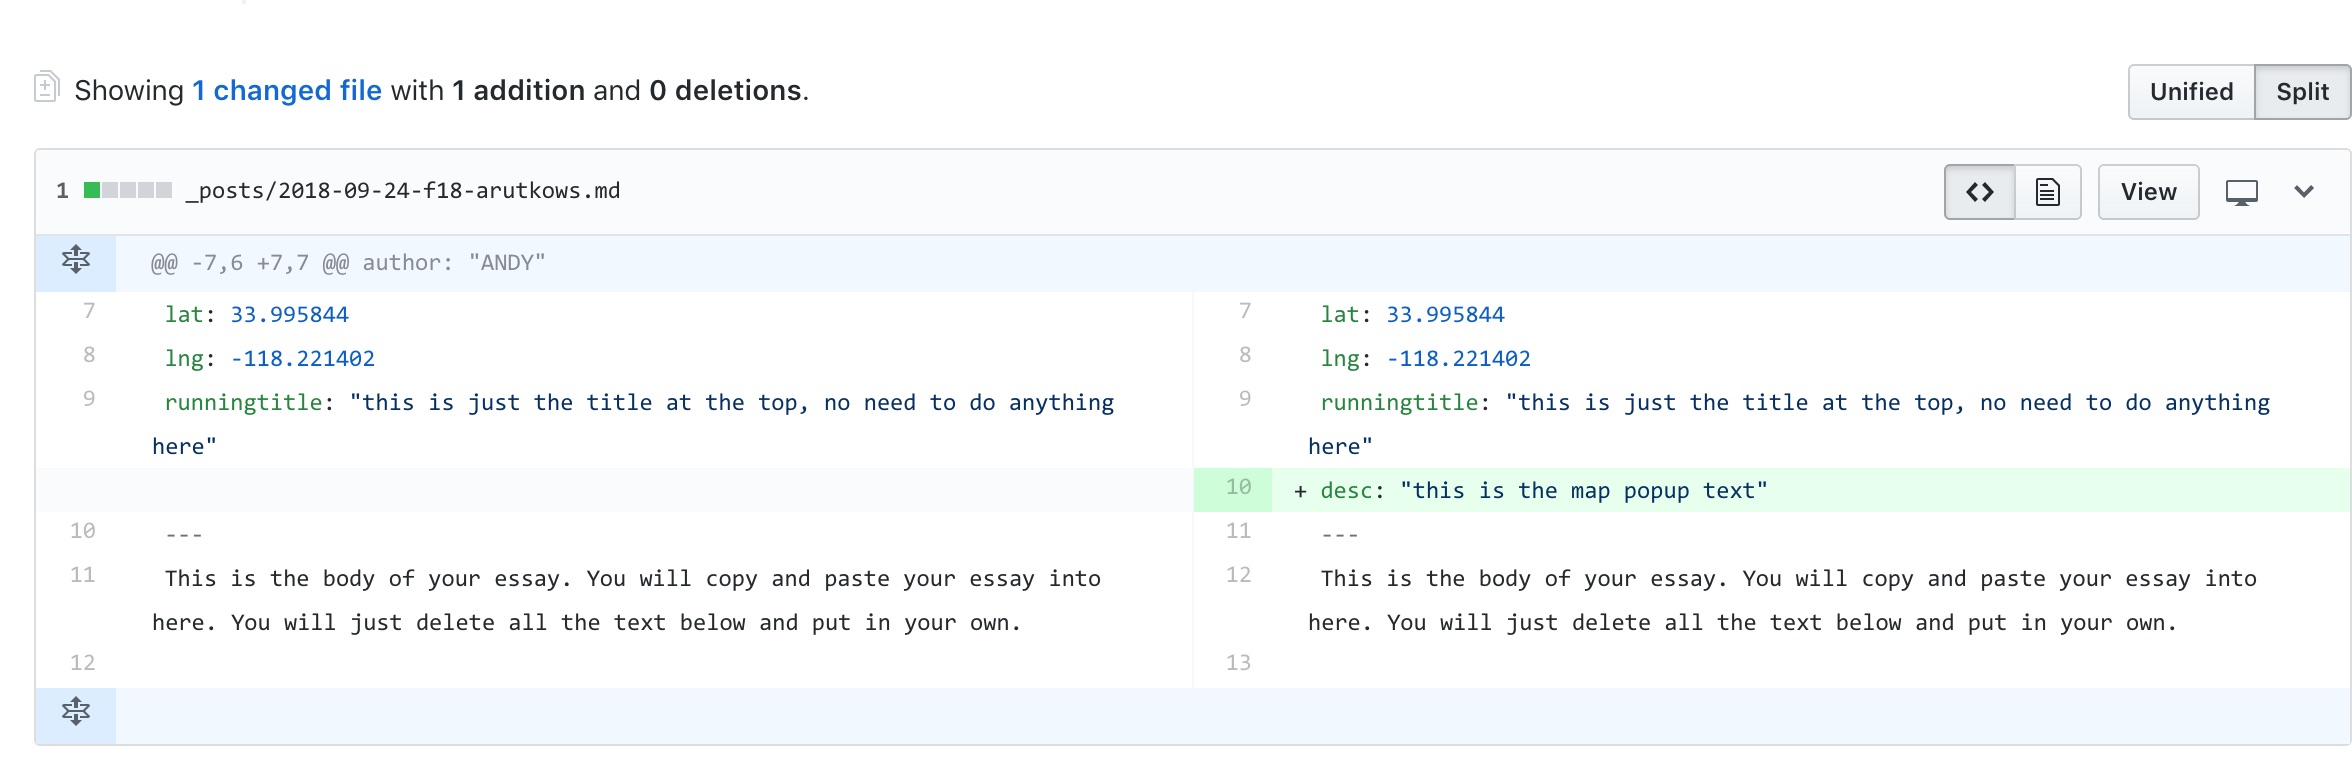 Showing 1 changed file with 1 addition and 0 deletions.
Unified Split
1 _posts/2018-09-24-f18-arutkows.md
View
@@ -7,6 +7,7 @@ author: "ANDY"
7 lat: 33.995844
8 lng: -118.221402
9 runningtitle: "this is just the title at the top, no need to do anything
here"
10 ---
11 This is the body of your essay. You will copy and paste your essay into
here. You will just delete all the text below and put in your own.
12
7 lat: 33.995844
8 lng: -118.221402
9 runningtitle: "this is just the title at the top, no need to do anything
here"
10 + desc: "this is the map popup text"
11 ---
12 This is the body of your essay. You will copy and paste your essay into
here. You will just delete all the text below and put in your own.
13